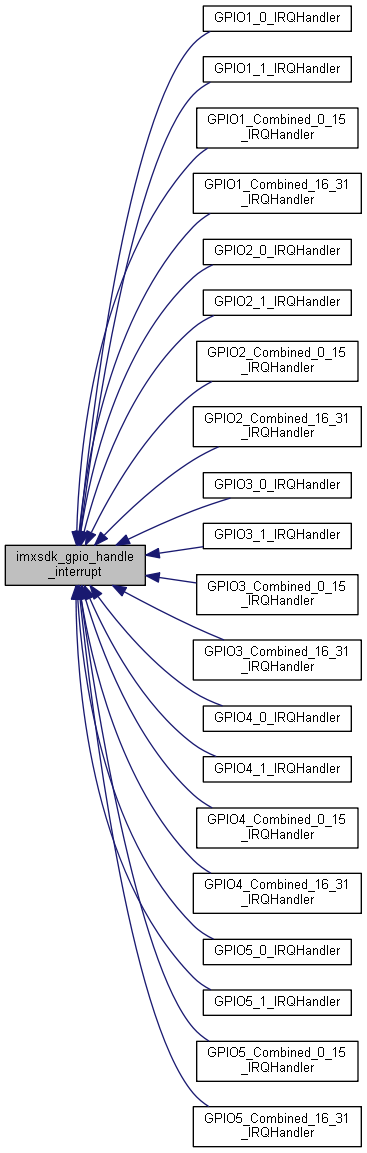 GPIO1_0_IRQHandler
GPIO1_1_IRQHandler
GPIO1_Combined_0_15
_IRQHandler
GPIO1_Combined_16_31
_IRQHandler
GPIO2_0_IRQHandler
GPIO2_1_IRQHandler
GPIO2_Combined_0_15
_IRQHandler
GPIO2_Combined_16_31
_IRQHandler
GPIO3_0_IRQHandler
GPIO3_1_IRQHandler
imxsdk_gpio_handle
_interrupt
GPIO3_Combined_0_15
_IRQHandler
GPIO3_Combined_16_31
_IRQHandler
GPIO4_0_IRQHandler
GPIO4_1_IRQHandler
GPIO4_Combined_0_15
_IRQHandler
GPIO4_Combined_16_31
_IRQHandler
GPIO5_0_IRQHandler
GPIO5_1_IRQHandler
GPIO5_Combined_0_15
_IRQHandler
GPIO5_Combined_16_31
_IRQHandler